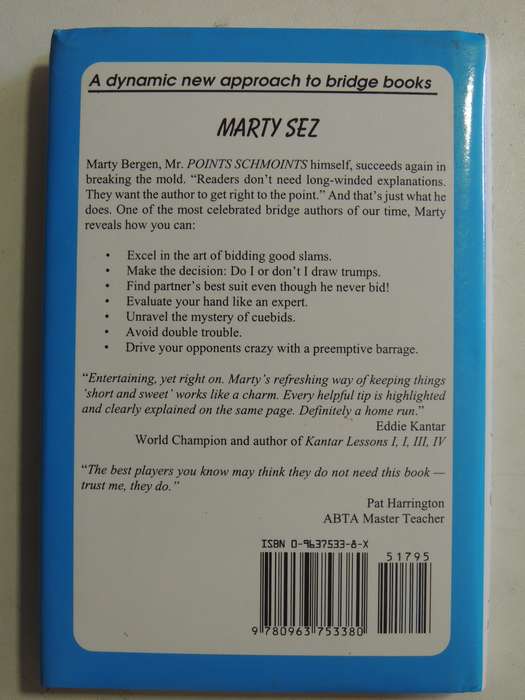 A dynamic new approach to bridge books
MARTY SEZ
Marty Bergen, Mr. POINTS SCHMOINTS himself, succeeds again in
breaking the mold. “Readers don’t need long-winded explanations.
They want the author to get right to the point.” And that’s just what he
does. One of the most celebrated bridge authors of our time, Marty
reveals how you can:
• Excel in the art of bidding good slams.
• Make the decision: Do I or don’t I draw trumps.
• Find partner’s best suit even though he never bid!
• Evaluate your hand like an expert.
• Unravel the mystery of cuebids.
• Avoid double trouble.
• Drive your opponents crazy with a preemptive barrage.
“Entertaining, yet right on. Marty’s refreshing way of keeping things
‘short and sweet’ works like a charm. Every helpful tip is highlighted
and clearly explained on the same page. Definitely a home run.”
Eddie Kantar
World Champion and author of Kantar Lessons I, I, III, IV
“The best players you know may think they do not need this book —
trust me, they do.”
Pat Harrington
ABTA Master Teacher
ISBN 0-9637533-8-X
51795
9 780963 753380